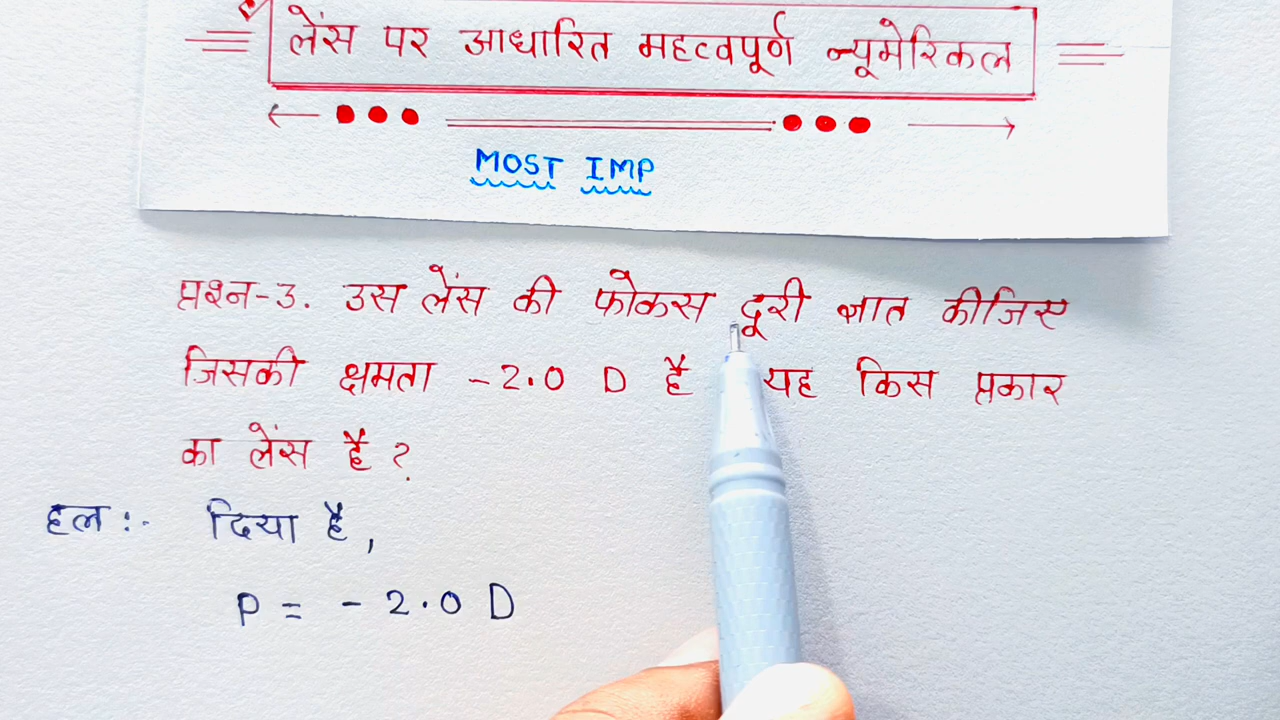 लेंस पर आधारित महत्वपूर्ण न्यूमेरिकल
MOST IMP
प्रश्न-3. उस लेंस की फोकस दूरी ज्ञात कीजिए
जिसकी क्षमता -2.0 D है यह किस प्रकार
का लेंस है ?
हल :- दिया है,
P = - 2.0 D